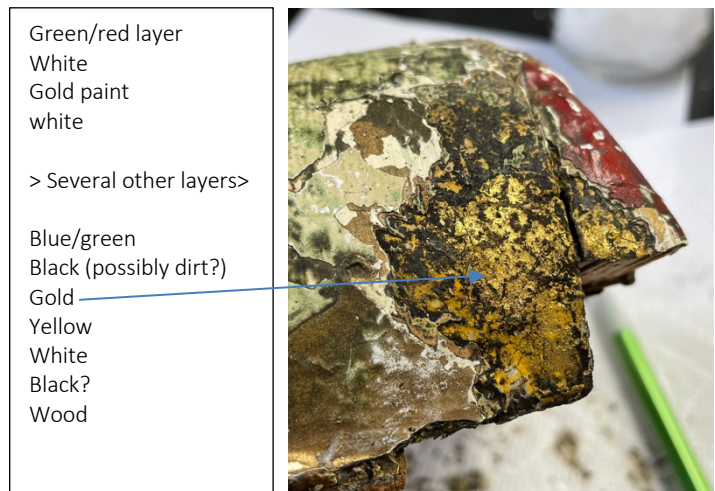 Green/red layer
White
Gold paint
white
> Several other layers>
Blue/green
Black (possibly dirt?)
Gold
Yellow
White
Black?
Wood